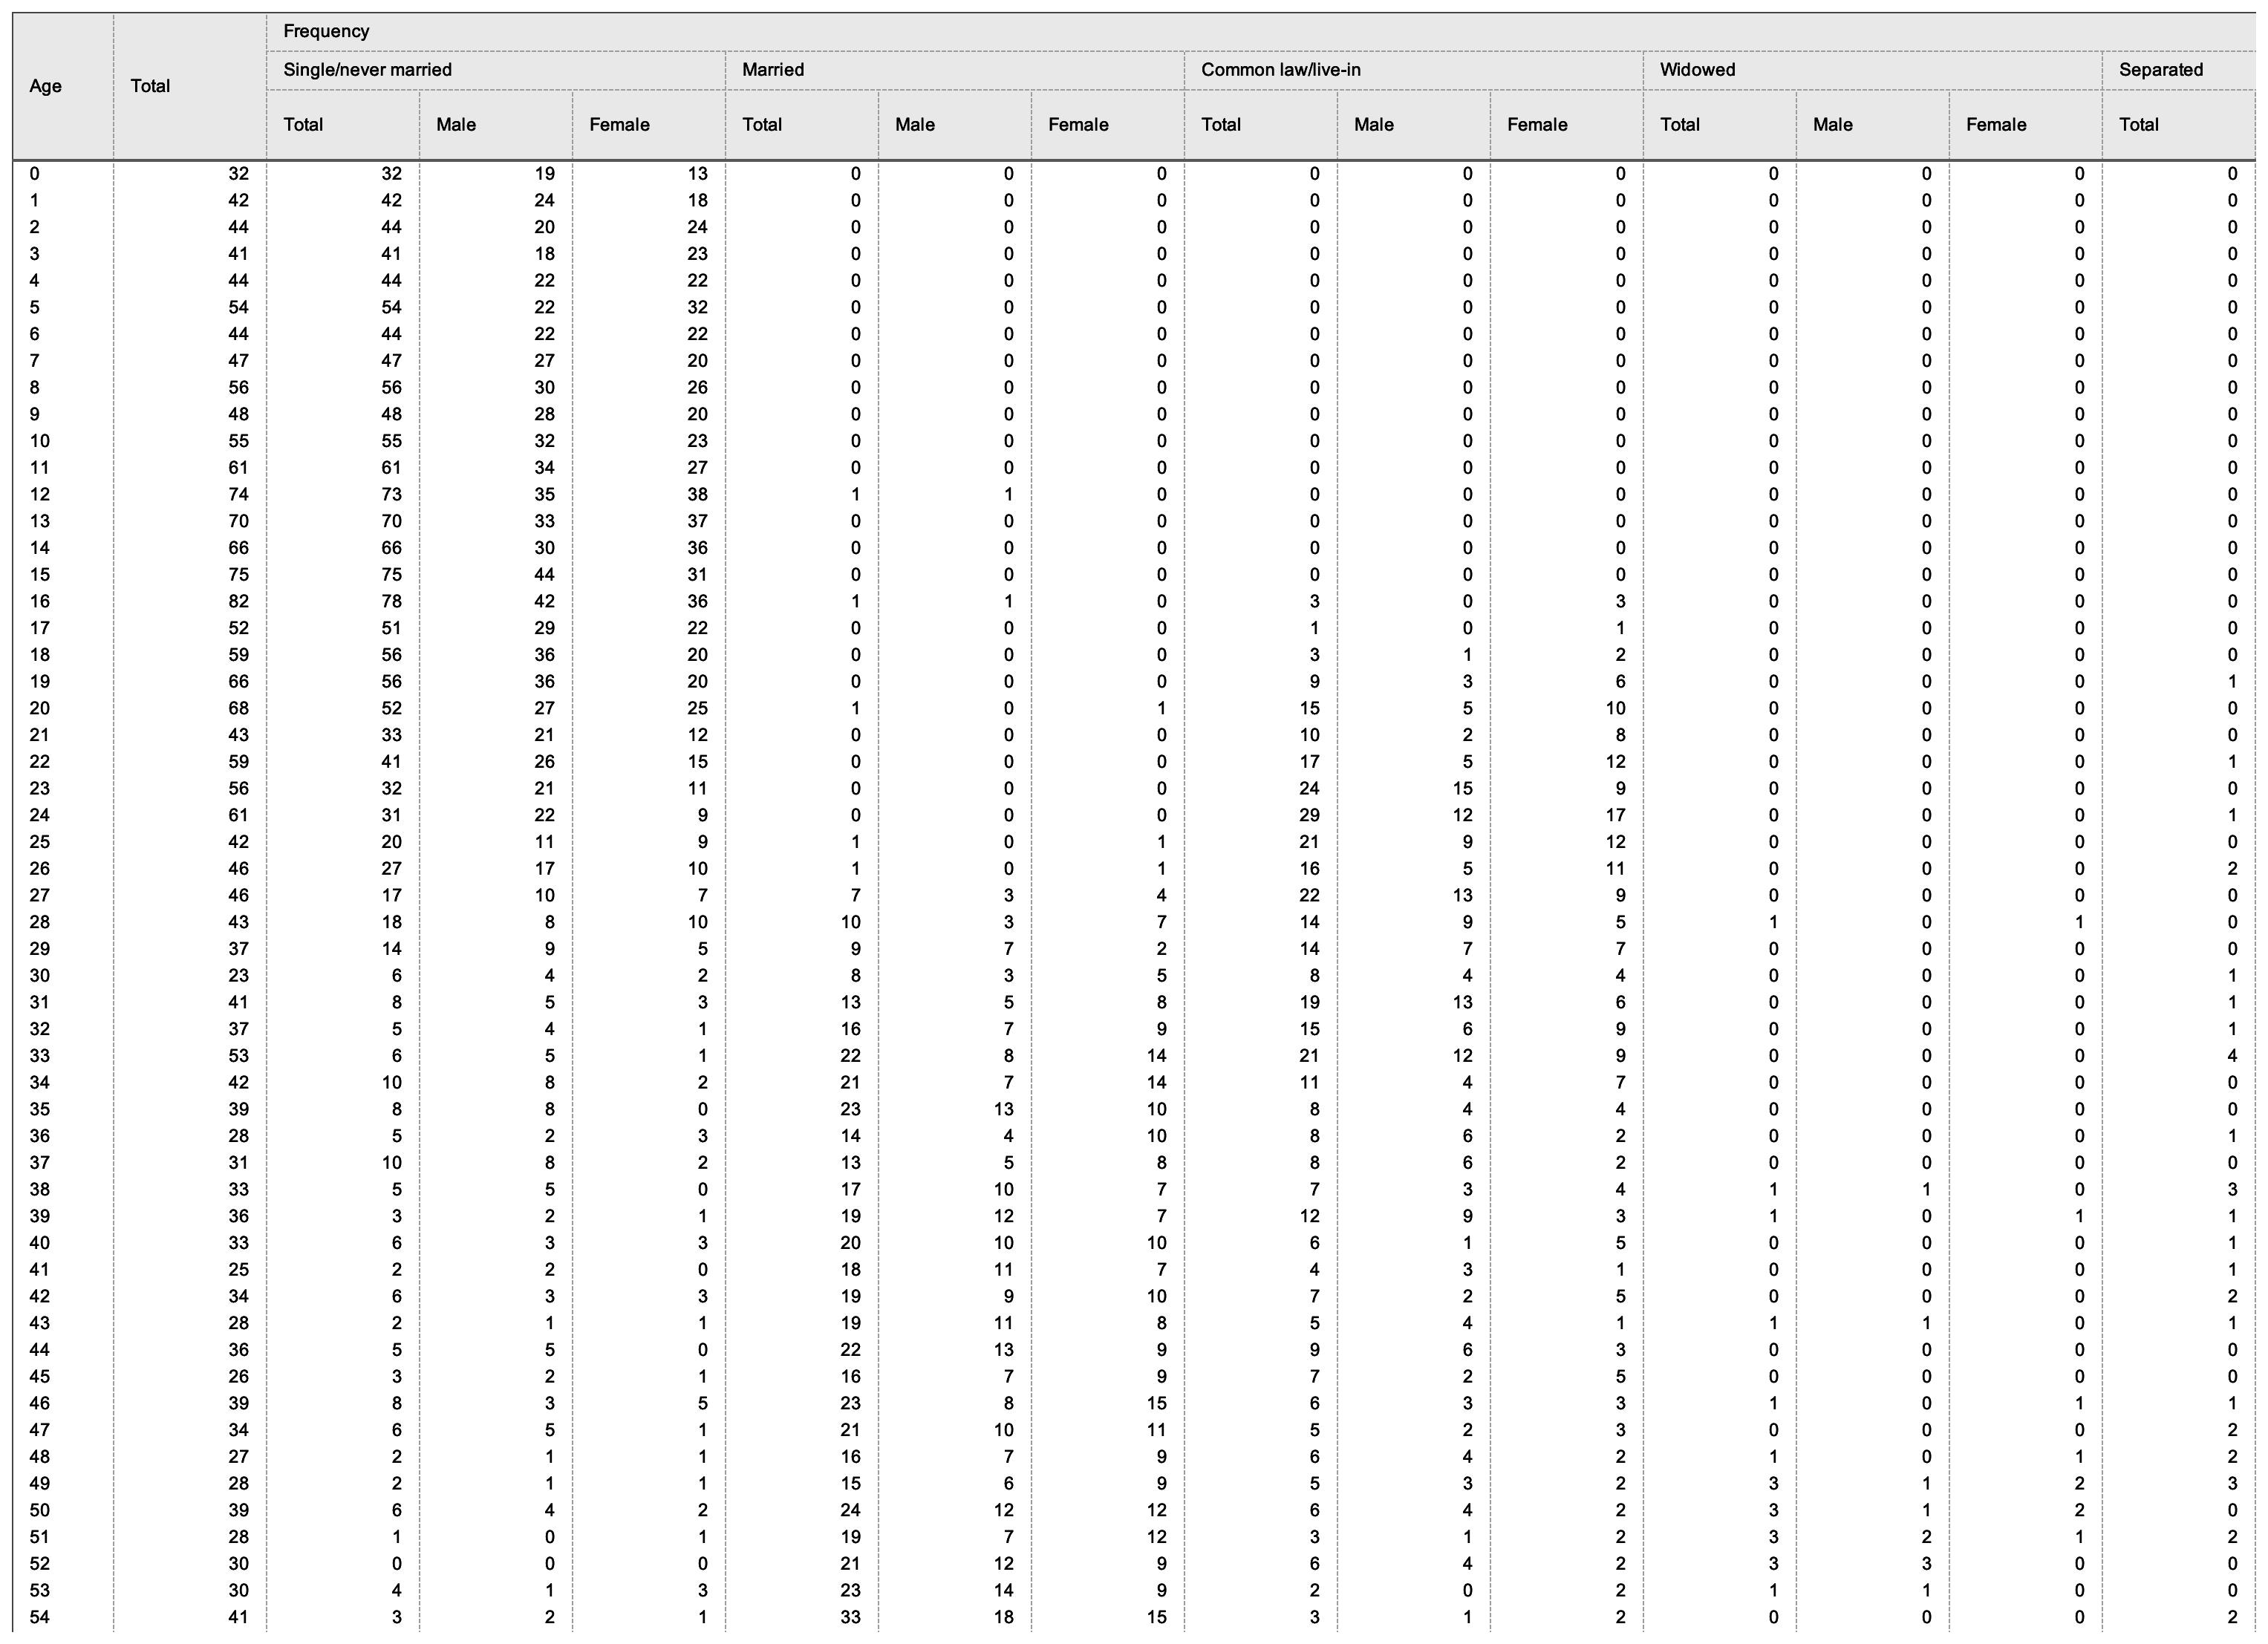 Frequency
Age Total Single/never married Married Common law/live-in Widowed Separated
Total Male Female Total Male Female Total Male Female Total Male Female Total
0 32 32 19 13 0 0 0 0 0 0 0 0 0 0
1 42 42 24 18 0 0 0 0 0 0 0 0 0 0
2 44 44 20 24 0 0 0 0 0 0 0 0 0 0
3 41 41 18 23 0 0 0 0 0 0 0 0 0 0
4 44 44 22 22 0 0 0 0 0 0 0 0 0 0
5 54 54 22 32 0 0 0 0 0 0 0 0 0 0
6 44 44 22 22 0 0 0 0 0 0 0 0 0 0
7 47 47 27 20 0 0 0 0 0 0 0 0 0 0
8 56 56 30 26 0 0 0 0 0 0 0 0 0 0
9 48 48 28 20 0 0 0 0 0 0 0 0 0 0
10 55 55 32 23 0 0 0 0 0 0 0 0 0 0
11 61 61 34 27 0 0 0 0 0 0 0 0 0 0
12 74 73 35 38 1 1 0 0 0 0 0 0 0 0
13 70 70 33 37 0 0 0 0 0 0 0 0 0 0
14 66 66 30 36 0 0 0 0 0 0 0 0 0 0
15 75 75 44 31 0 0 0 0 0 0 0 0 0 0
16 82 78 42 36 1 1 0 3 0 3 0 0 0 0
17 52 51 29 22 0 0 0 1 0 1 0 0 0 0
18 59 56 36 20 0 0 0 3 1 2 0 0 0 0
19 66 56 36 20 0 0 0 9 3 6 0 0 0 1
20 68 52 27 25 1 0 1 15 5 10 0 0 0 0
21 43 33 21 12 0 0 0 10 2 8 0 0 0 0
22 59 41 26 15 0 0 0 17 5 12 0 0 0 1
23 56 32 21 11 0 0 0 24 15 9 0 0 0 0
24 61 31 22 9 0 0 0 29 12 17 0 0 0 1
25 42 20 11 9 1 0 1 21 9 12 0 0 0 0
26 46 27 17 10 1 0 1 16 5 11 0 0 0 2
27 46 17 10 7 7 3 4 22 13 9 0 0 0 0
28 43 18 8 10 10 3 7 14 9 5 1 0 1 0
29 37 14 9 5 9 7 2 14 7 7 0 0 0 0
30 23 6 4 2 8 3 5 8 4 4 0 0 0 1
31 41 8 5 3 13 5 8 19 13 6 0 0 0 1
32 37 5 4 1 16 7 9 15 6 9 0 0 0 1
33 53 6 5 1 22 8 14 21 12 9 0 0 0 4
34 42 10 8 2 21 7 14 11 4 7 0 0 0 0
35 39 8 8 0 23 13 10 8 4 4 0 0 0 0
36 28 5 2 3 14 4 10 8 6 2 0 0 0 1
37 31 10 8 2 13 5 8 8 6 2 0 0 0 0
38 33 5 5 0 17 10 7 7 3 4 1 1 0 3
39 36 3 2 1 19 12 7 12 9 3 1 0 1 1
40 33 6 3 3 20 10 10 6 1 5 0 0 0 1
41 25 2 2 0 18 11 7 4 3 1 0 0 0 1
42 34 6 3 3 19 9 10 7 2 5 0 0 0 2
43 28 2 1 1 19 11 8 5 4 1 1 1 0 1
44 36 5 5 0 22 13 9 9 6 3 0 0 0 0
45 26 3 2 1 16 7 9 7 2 5 0 0 0 0
46 39 8 3 5 23 8 15 6 3 3 1 0 1 1
47 34 6 5 1 21 10 11 5 2 3 0 0 0 2
48 27 2 1 1 16 7 9 6 4 2 1 0 1 2
49 28 2 1 1 15 6 9 5 3 2 3 1 2 3
50 39 6 4 2 24 12 12 6 4 2 3 1 2 0
51 28 1 0 1 19 7 12 3 1 2 3 2 1 2
52 30 0 0 0 21 12 9 6 4 2 3 3 0 0
53 30 4 1 3 23 14 9 2 0 2 1 1 0 0
54 41 3 2 1 33 18 15 3 1 2 0 0 0 2